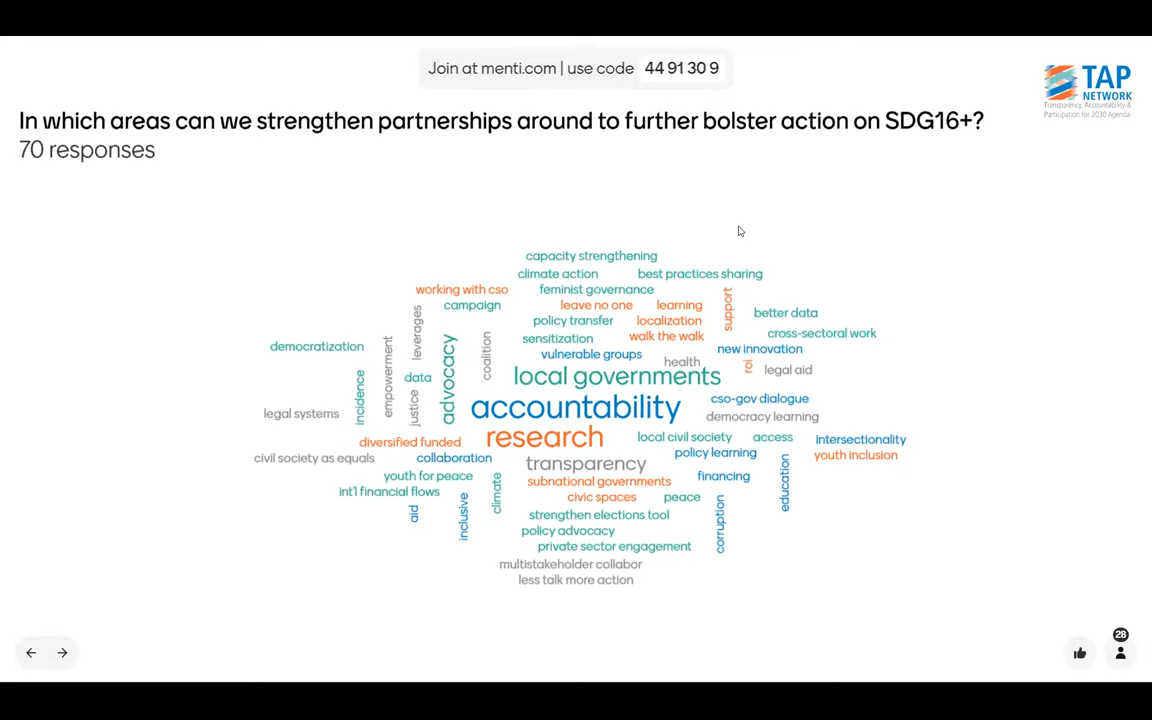 Join at menti.com | use code 44 91 30 9
TAP
NETWORK
Transparency, Accountability &
Participation for 2030 Agenda
In which areas can we strengthen partnerships around to further bolster action on SDG16+?
70 responses
capacity strengthening
climate action
best practices sharing
working with cso
feminist governance
campaign
leave no one
learning
support
leverages
policy transfer
localization
better data
sensitization
walk the walk
cross-sectoral work
democratization
empowerment
advocacy
coalition
vulnerable groups
new innovation
health
roi
legal aid
incidence
data
justice
local governments
cso-gov dialogue
legal systems
accountability
democracy learning
diversified funded
research
local civil society
access
intersectionality
civil society as equals
collaboration
policy learning
youth inclusion
transparency
youth for peace
climate
subnational governments
financing
education
int'l financial flows
civic spaces
peace
aid
inclusive
corruption
strengthen elections tool
policy advocacy
private sector engagement
multistakeholder collabor
less talk more action
28